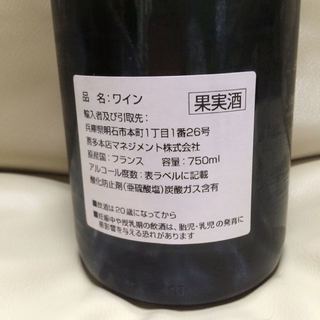 品 名：ワイン
果実酒
輸入者及び引取先：
兵庫県明石市本町1丁目1番26号
喜多本店マネジメント株式会社
原産国：フランス 容量：750ml
アルコール度数：表ラベルに記載
酸化防止剤(亜硫酸塩)炭酸ガス含有
■飲酒は20歳になってから
■妊娠中や授乳期の飲酒は、胎児・乳児の発育に
悪影響を与える恐れがあります